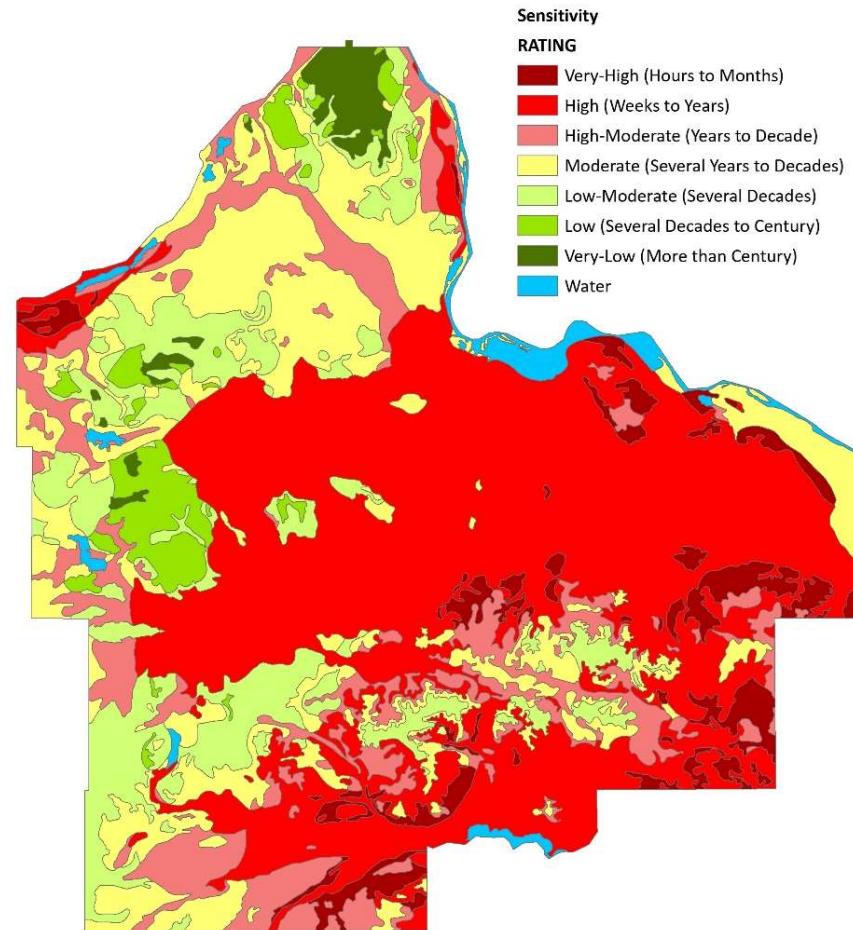 Sensitivity
RATING
Very-High (Hours to Months)
High (Weeks to Years)
High-Moderate (Years to Decade)
Moderate (Several Years to Decades)
Low-Moderate (Several Decades)
Low (Several Decades to Century)
Very-Low (More than Century)
Water